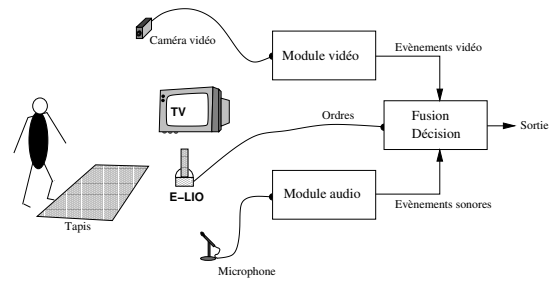 Caméra vidéo
Module vidéo
Evènements vidéo
TV
Ordres
Fusion
Décision
Sortie
E–LIO
Module audio
Evènements sonores
Tapis
Microphone